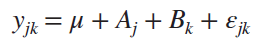 y_{jk} = μ + A_j + B_k + ε_{jk}